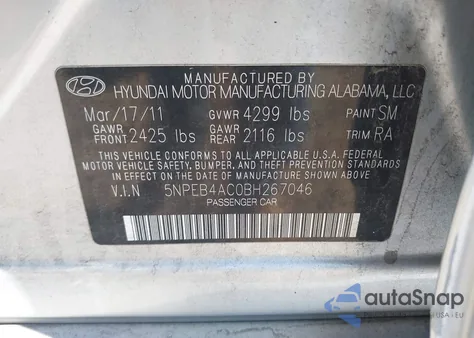 MANUFACTURED BY
HYUNDAI MOTOR MANUFACTURING ALABAMA, LLC
Mar/17/11 GVWR 4299 lbs PAINT SM
GAWR FRONT 2425 lbs GAWR REAR 2116 lbs TRIM RA
THIS VEHICLE CONFORMS TO ALL APPLICABLE U.S.A. FEDERAL
MOTOR VEHICLE SAFETY, BUMPER, AND THEFT PREVENTION STANDARDS
IN EFFECT ON THE DATE OF MANUFACTURE SHOWN ABOVE.
V.I.N 5NPEB4AC0BH267046
PASSENGER CAR
autoSnap